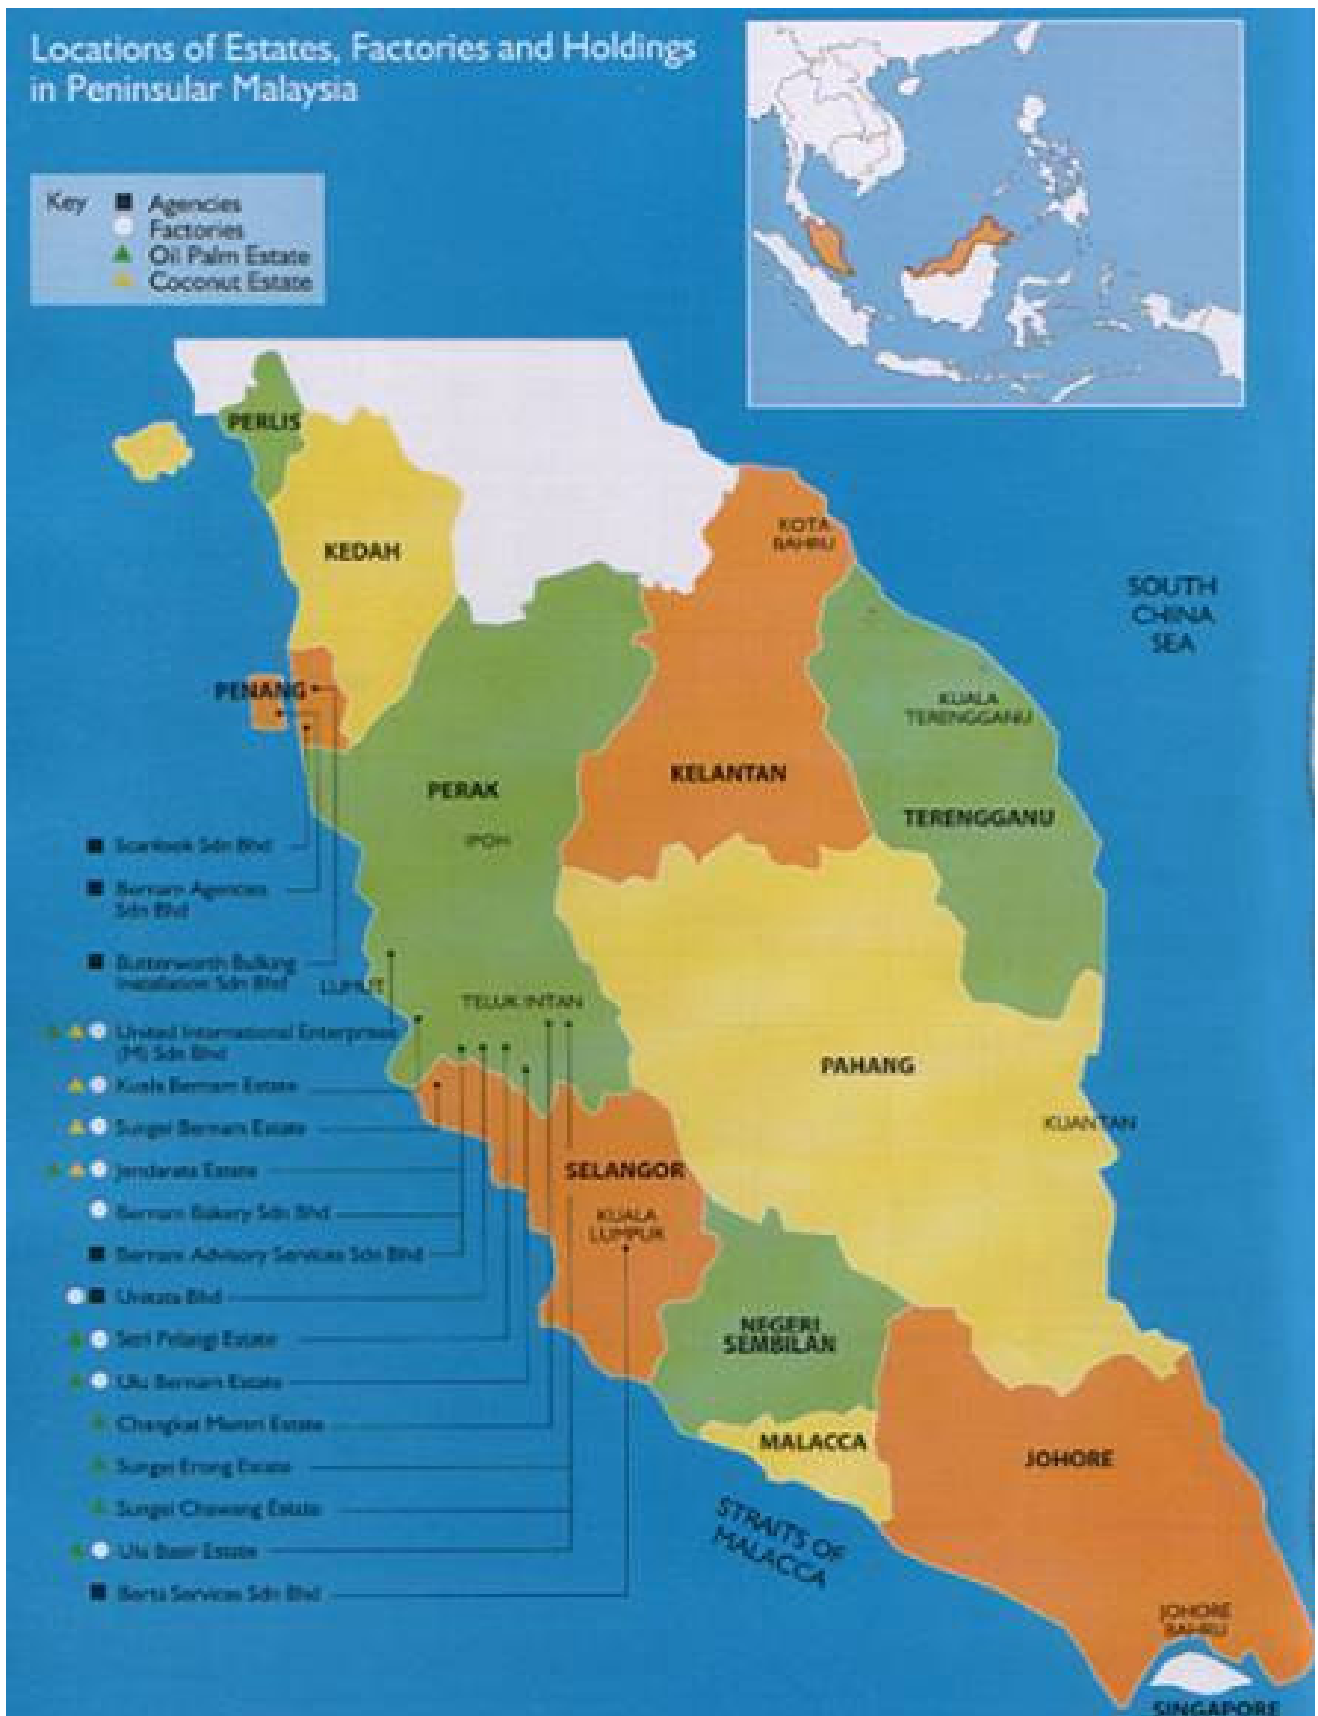 Locations of Estates, Factories and Holdings
in Peninsular Malaysia
Key
Agencies
Factories
Oil Palm Estate
Coconut Estate
PERLIS
KEDAH
KOTA
BAHRU
SOUTH
CHINA
SEA
PENANG
KUALA
TERENGGANU
KELANTAN
PERAK
TERENGGANU
IPOH
Scanlook Sdn Bhd
Bernam Agencies
Sdn Bhd
Butterworth Bulking
Installation Sdn Bhd
LUMUT
TELUK INTAN
United International Enterprises
(M) Sdn Bhd
PAHANG
Kuala Bernam Estate
KUANTAN
Sungei Bernam Estate
Jendarata Estate
SELANGOR
Bernam Bakery Sdn Bhd
KUALA
LUMPUR
Bernam Advisory Services Sdn Bhd
Unitata Bhd
NEGERI
SEMBILAN
Seri Pelangi Estate
Ulu Bernam Estate
Changkat Mentri Estate
MALACCA
JOHORE
Sungei Erong Estate
Sungei Chawang Estate
STRAITS OF
MALACCA
Ulu Basir Estate
Berta Services Sdn Bhd
JOHORE
BAHRU
SINGAPORE